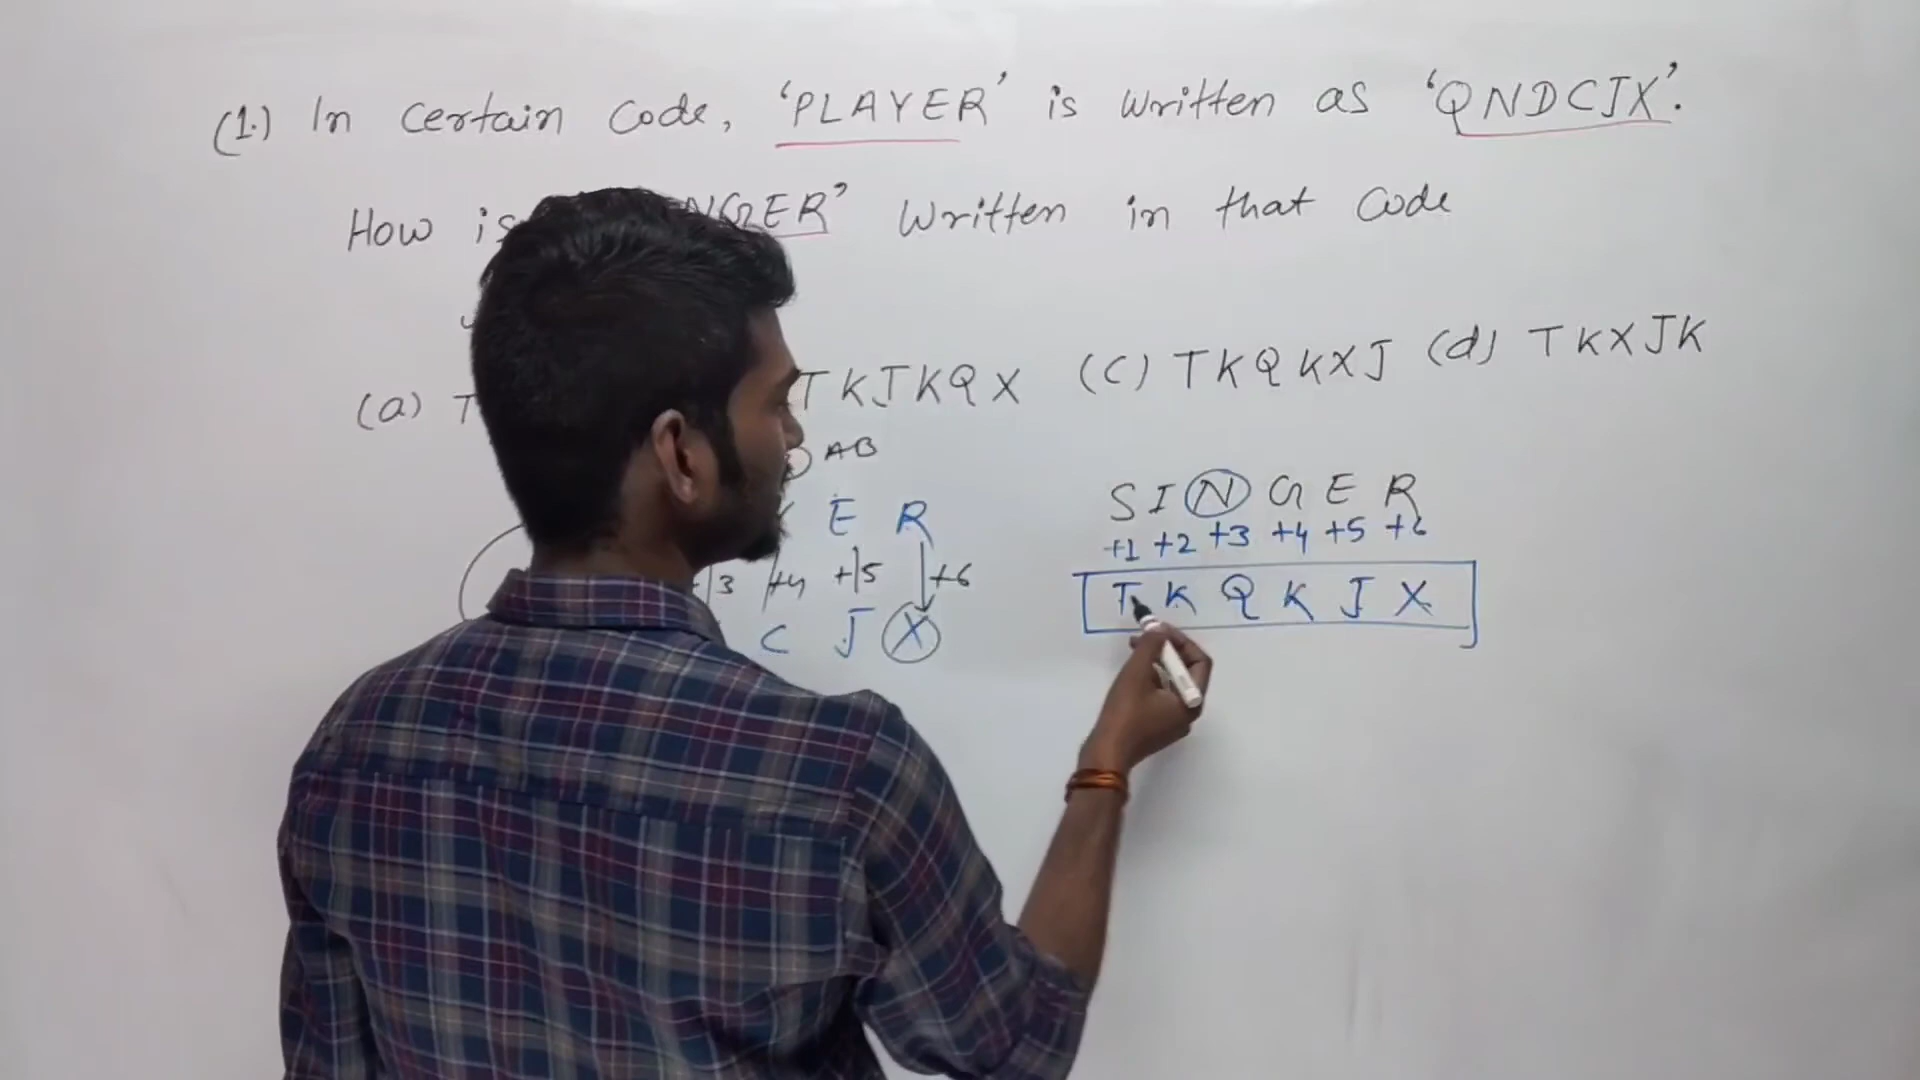 (1.) In certain Code, 'PLAYER' is written as 'QNDCJX'.
How is NGER' Written in that Code
(a) T TKJKQX (C) TKQKXJ (d) TKXJK
AB
E R SINGER
3 +4 +5 +6 +1 +2 +3 +4 +5 +6
C J X TKQKJX